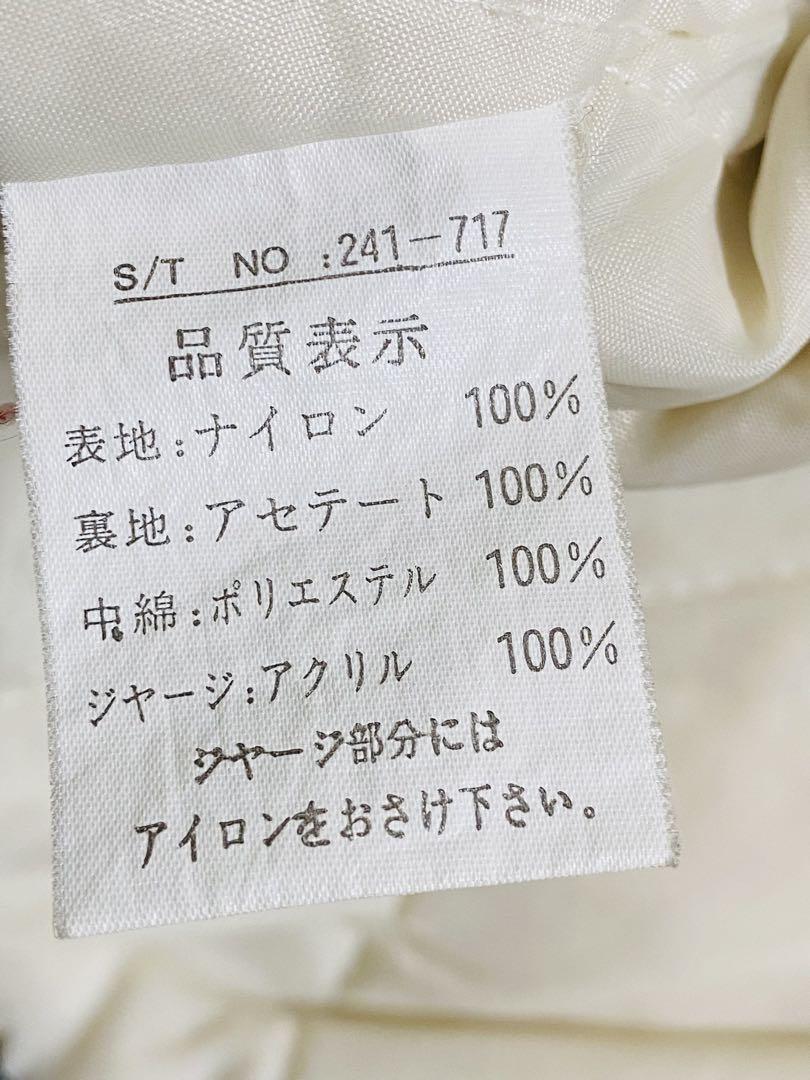 S/T NO :241-717
品質表示
表地:ナイロン 100%
裏地:アセテート 100%
中綿:ポリエステル 100%
ジヤージ:アクリル 100%
ジヤージ部分には
アイロンをおさけ下さい。